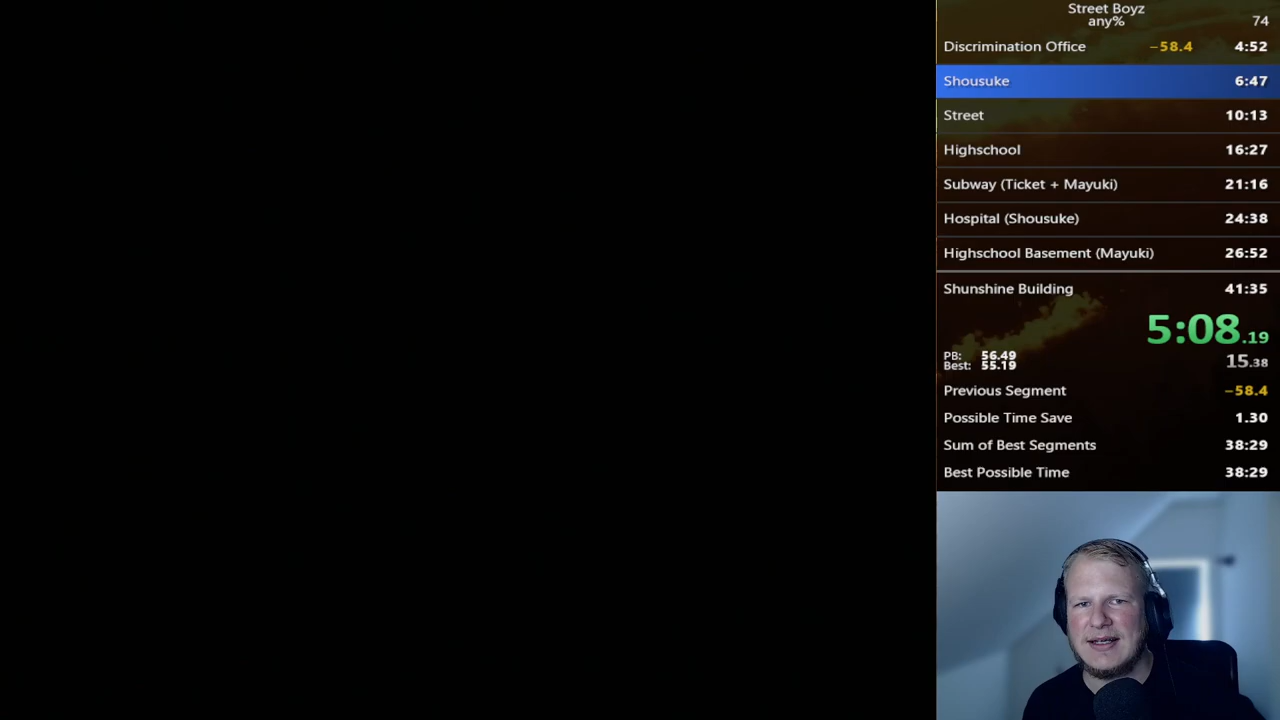 Street Boyz
any% 74
Discrimination Office −58.4 4:52
Shousuke 6:47
Street 10:13
Highschool 16:27
Subway (Ticket + Mayuki) 21:16
Hospital (Shousuke) 24:38
Highschool Basement (Mayuki) 26:52
Shunshine Building 41:35
5:08.19
PB: 56.49 15.38
Best: 55.19
Previous Segment −58.4
Possible Time Save 1.30
Sum of Best Segments 38:29
Best Possible Time 38:29